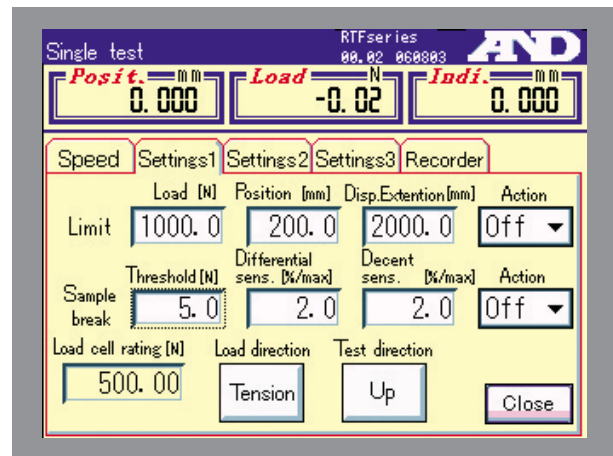 Single test
RTFseries
00.02 060803
AND
Posit. mm Load N Indi. mm
0.000 -0.02 0.000
Speed Settings1 Settings2 Settings3 Recorder
Load [N] Position [mm] Disp.Extention[mm] Action
Limit 1000.0 200.0 2000.0 Off
Threshold[N] Differential sens. [%/max] Decent sens. [%/max] Action
Sample break 5.0 2.0 2.0 Off
Load cell rating [N] Load direction Test direction
500.00 Tension Up Close